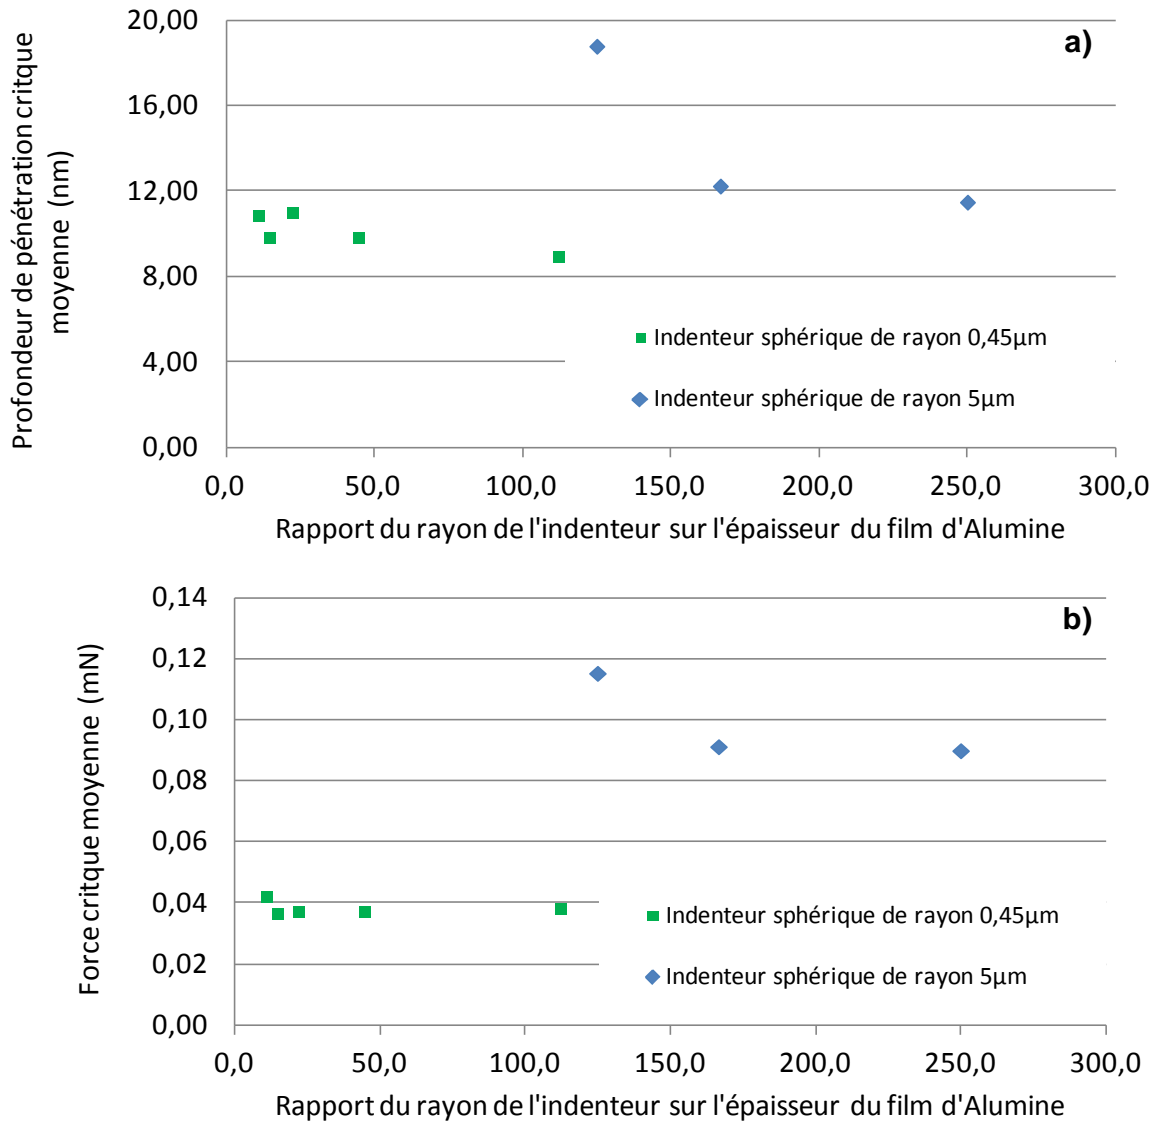 20,00
16,00
12,00
8,00
4,00
0,00
Profondeur de pénétration critque
moyenne (nm)
a)
Indenteur sphérique de rayon 0,45µm
Indenteur sphérique de rayon 5µm
0,0 50,0 100,0 150,0 200,0 250,0 300,0
Rapport du rayon de l'indenteur sur l'épaisseur du film d'Alumine
0,14
0,12
0,10
0,08
0,06
0,04
0,02
0,00
Force critque moyenne (mN)
b)
Indenteur sphérique de rayon 0,45µm
Indenteur sphérique de rayon 5µm
0,0 50,0 100,0 150,0 200,0 250,0 300,0
Rapport du rayon de l'indenteur sur l'épaisseur du film d'Alumine